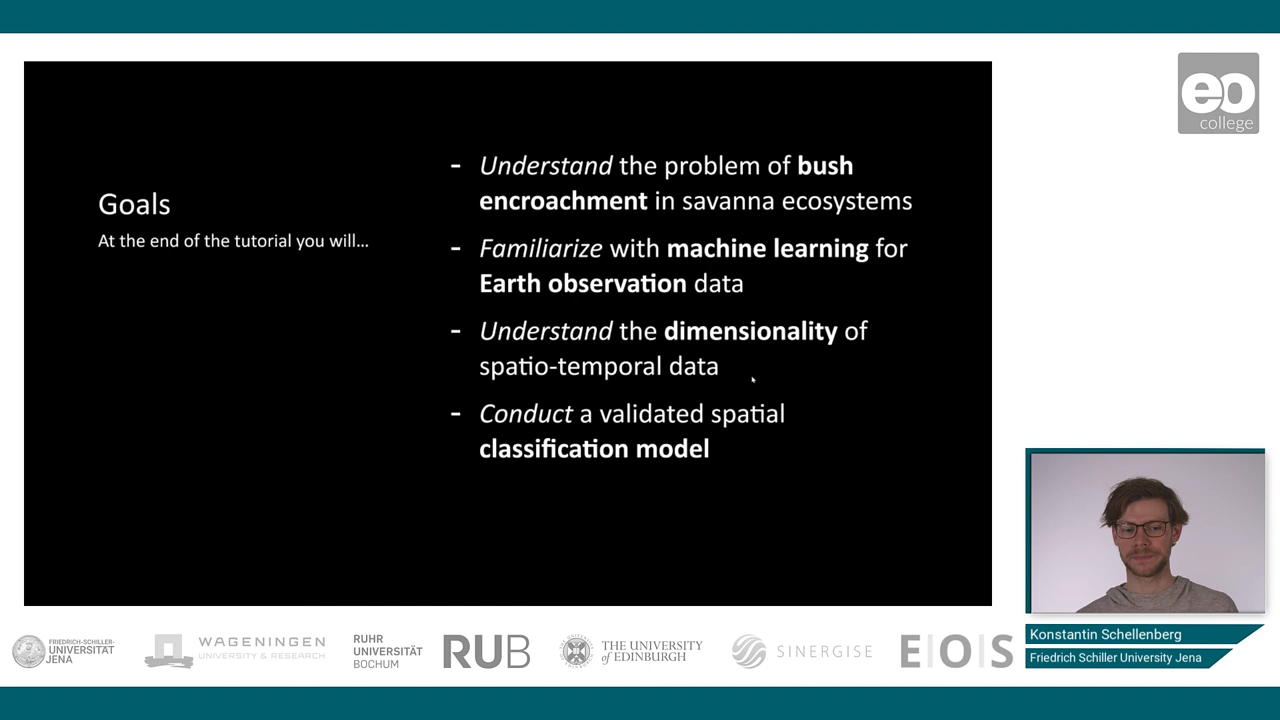 eo
college
Goals
At the end of the tutorial you will...
- Understand the problem of bush
encroachment in savanna ecosystems
- Familiarize with machine learning for
Earth observation data
- Understand the dimensionality of
spatio-temporal data
- Conduct a validated spatial
classification model
Konstantin Schellenberg
Friedrich Schiller University Jena
FRIEDRICH-SCHILLER-
UNIVERSITÄT
JENA
WAGENINGEN
UNIVERSITY & RESEARCH
RUHR
UNIVERSITÄT
BOCHUM
RUB
THE UNIVERSITY
of EDINBURGH
SINERGISE
E|O|S